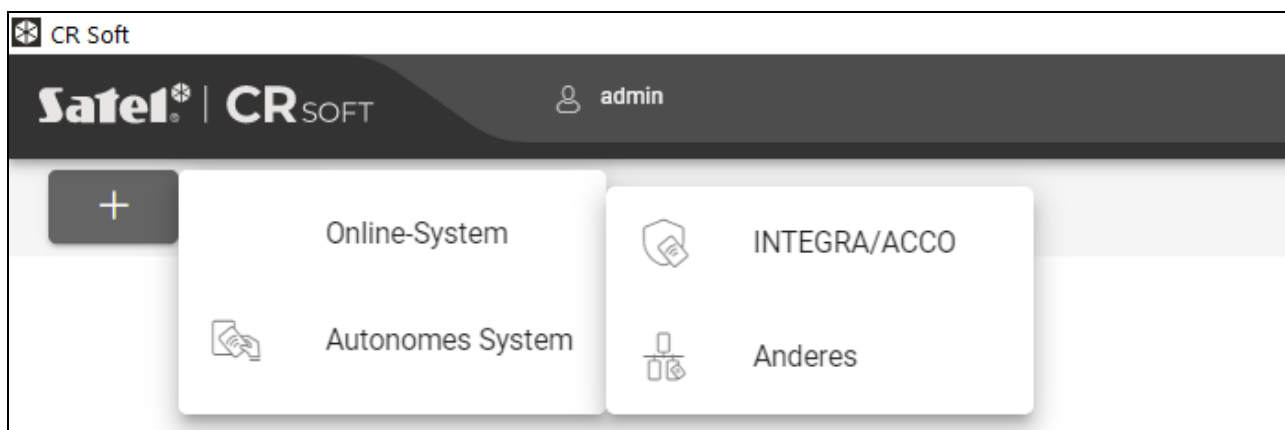 CR Soft
Satel® | CR SOFT
admin
+
Online-System
INTEGRA/ACCO
Autonomes System
Anderes